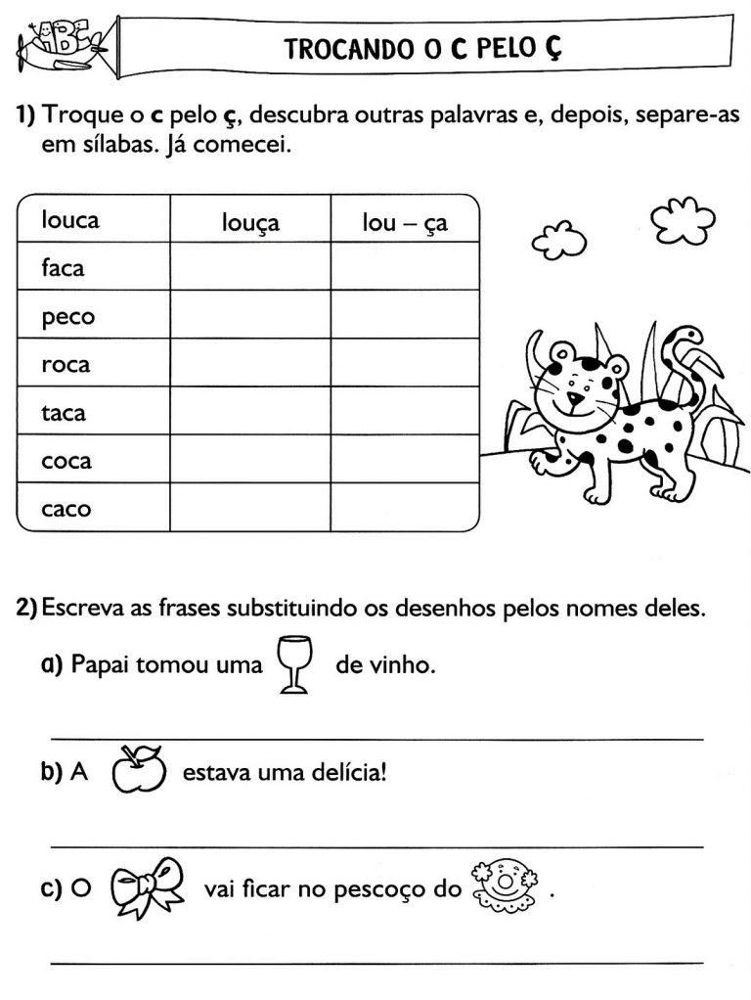 ABC
TROCANDO O C PELO Ç
1) Troque o c pelo ç, descubra outras palavras e, depois, separe-as
em sílabas. Já comecei.
louca louça lou – ça
faca
peco
roca
taca
coca
caco
2) Escreva as frases substituindo os desenhos pelos nomes deles.
a) Papai tomou uma de vinho.
b) A estava uma delícia!
c) O vai ficar no pescoço do .